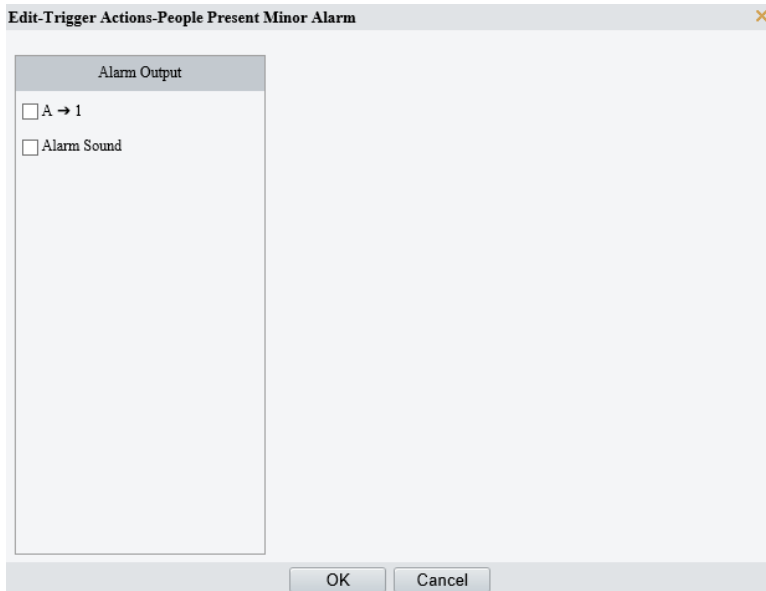 Edit-Trigger Actions-People Present Minor Alarm
Alarm Output
A ➔ 1
Alarm Sound
OK
Cancel